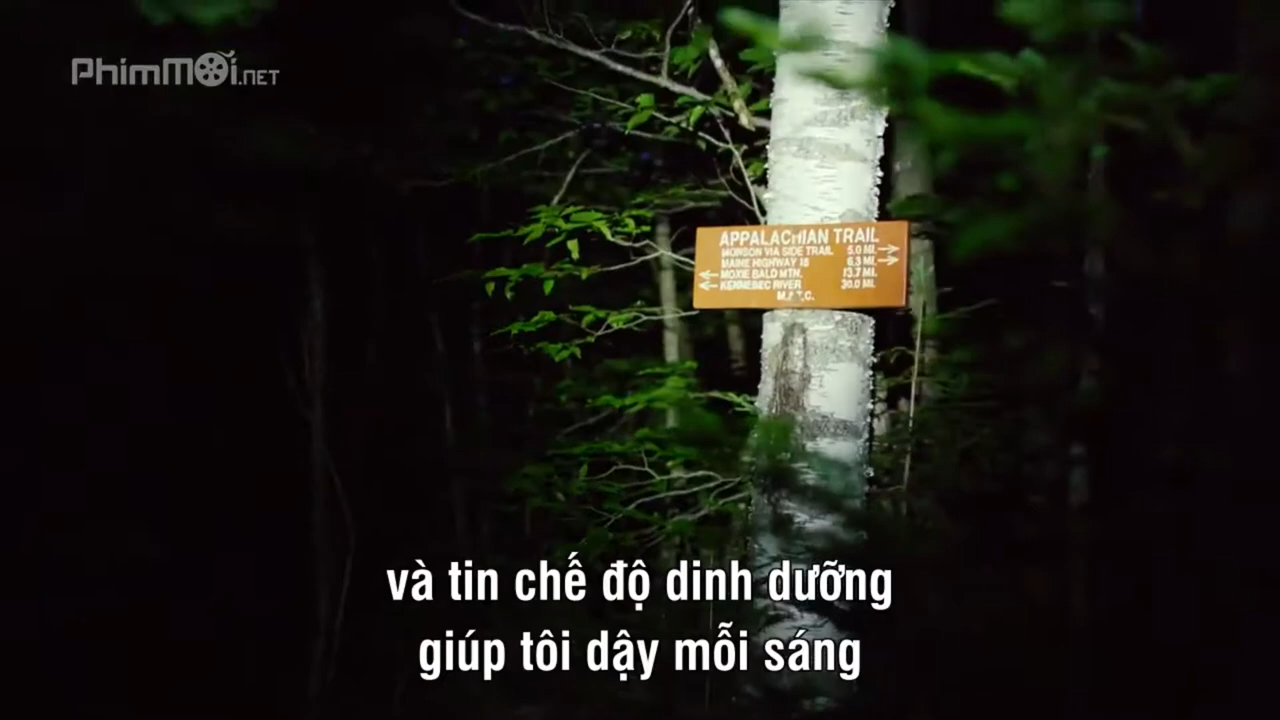 PhimMớI.NET
APPALACHIAN TRAIL
MONSON VIA SIDE TRAIL 5.0 MI.
MAINE HIGHWAY 15 6.3 MI.
MOXIE BALD MTN. 13.7 MI.
KENNEBEC RIVER 30.0 MI.
M.A.T.C.
và tin chế độ dinh dưỡng
giúp tôi dậy mỗi sáng